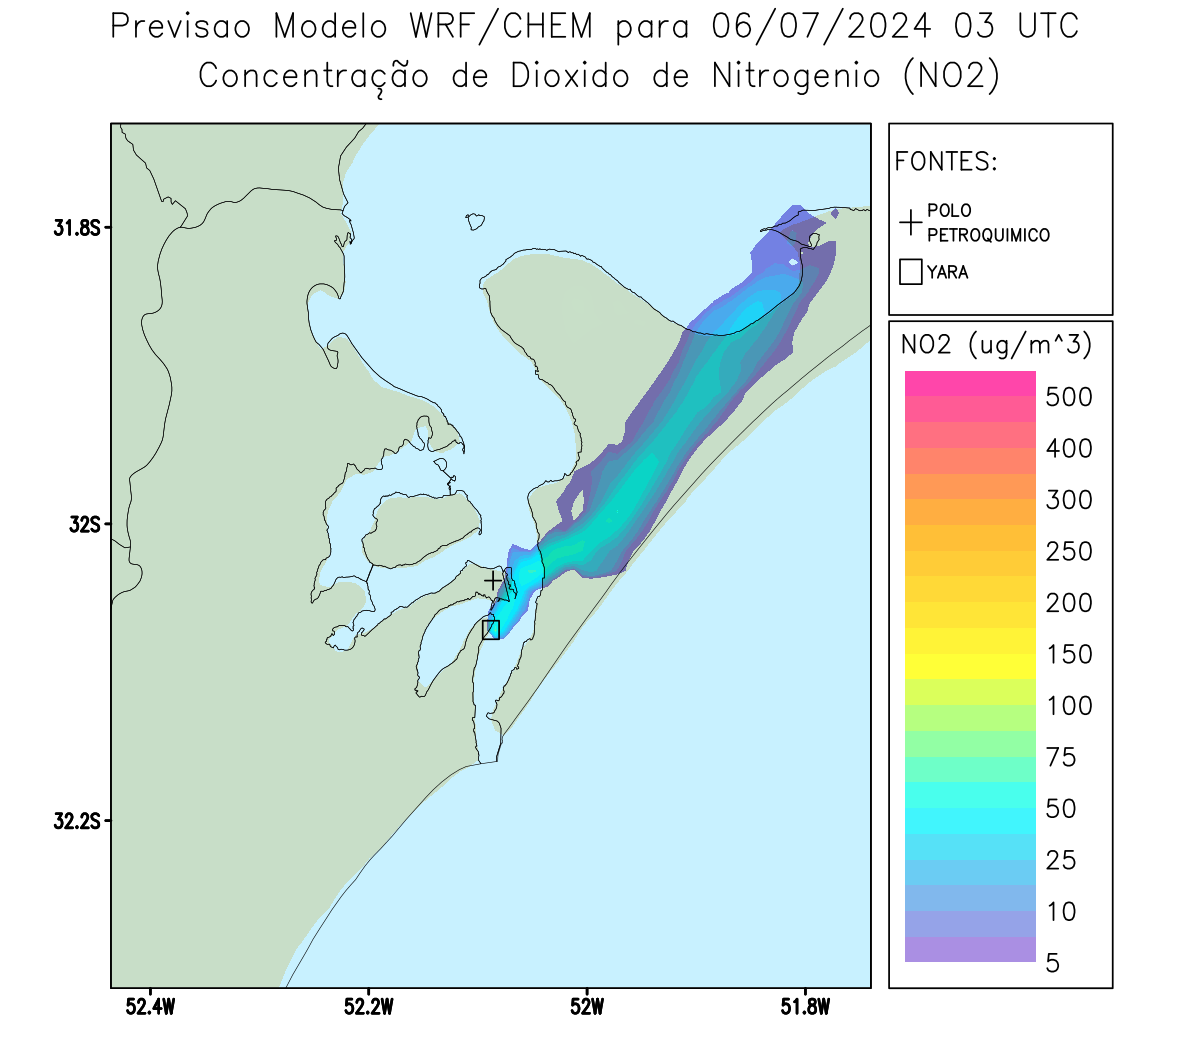 Previsao Modelo WRF/CHEM para 06/07/2024 03 UTC
Concentração de Dioxido de Nitrogenio (NO2)
FONTES:
POLO
PETROQUIMICO
YARA
NO2 (ug/m^3)
500
400
300
250
200
150
100
75
50
25
10
5
31.8S
32S
32.2S
52.4W
52.2W
52W
51.8W